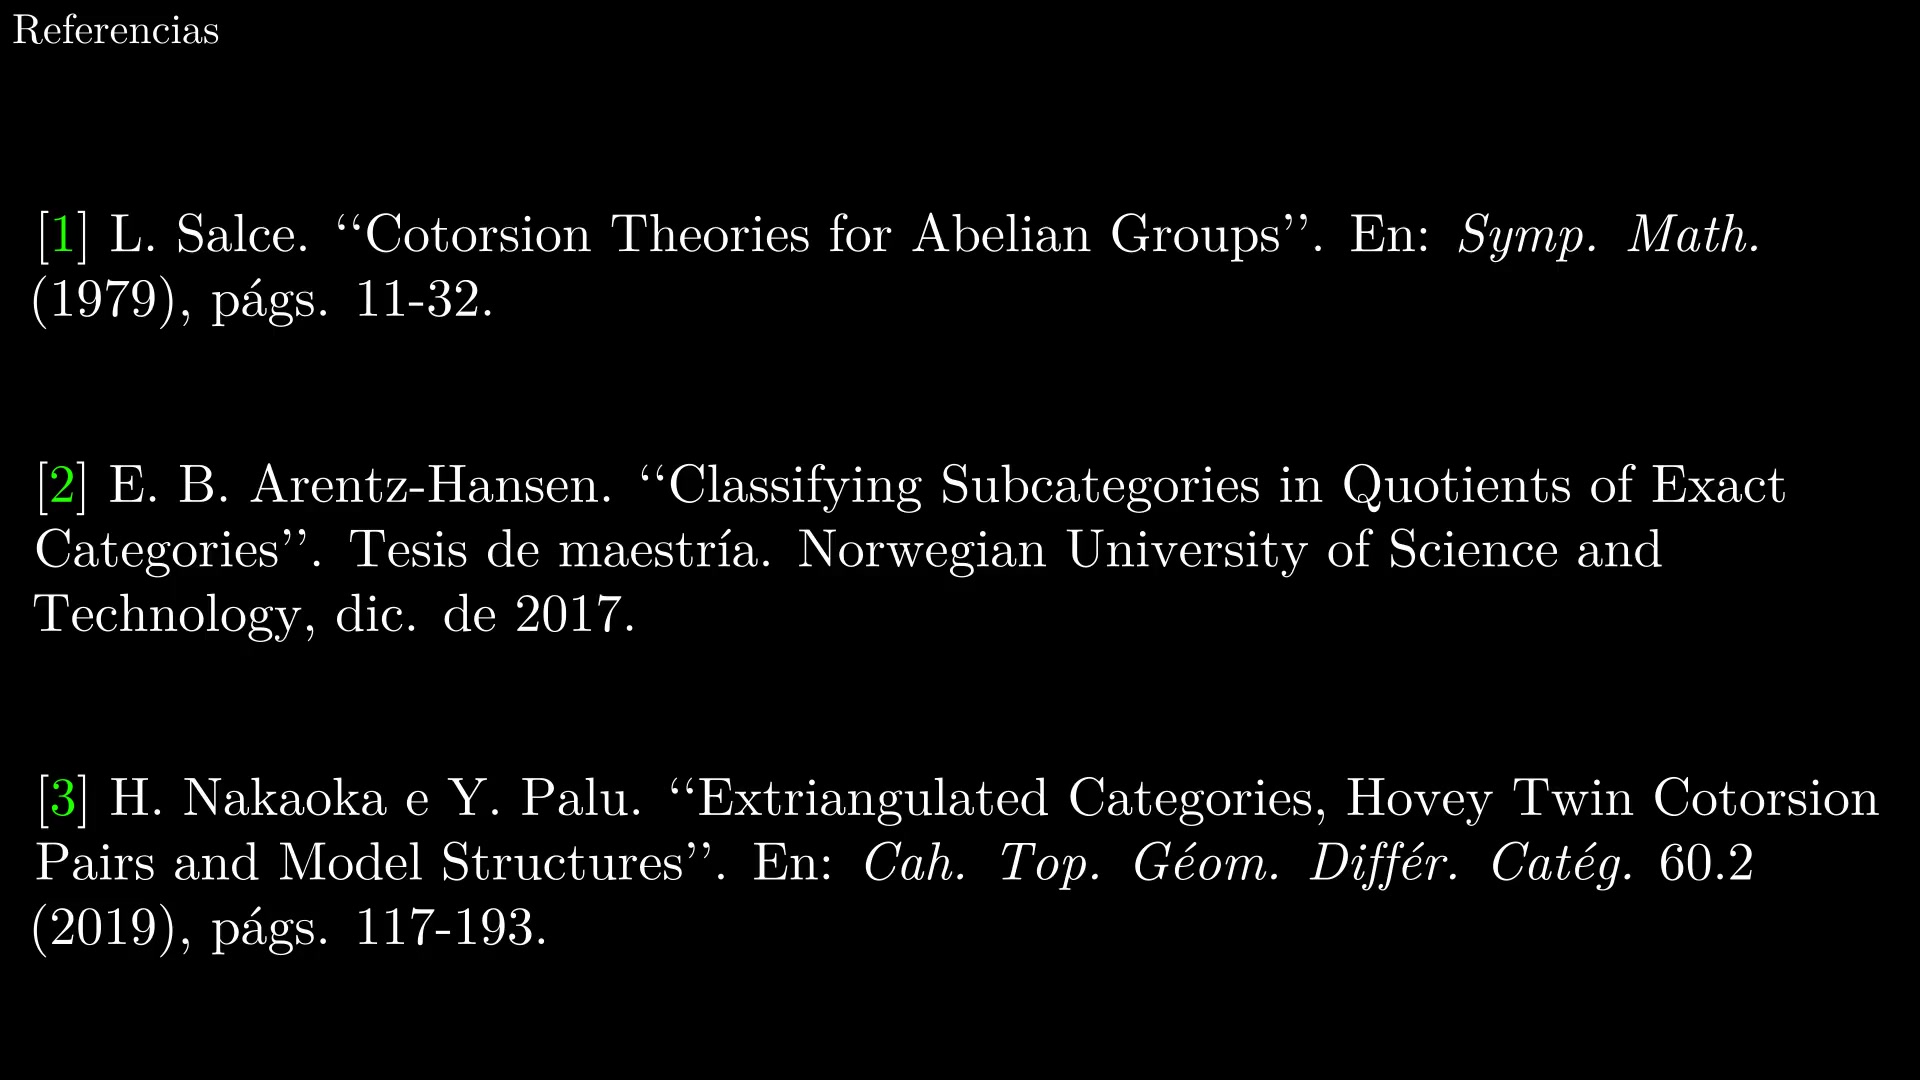 Referencias
[1] L. Salce. ‘‘Cotorsion Theories for Abelian Groups’’. En: Symp. Math.
(1979), págs. 11-32.
[2] E. B. Arentz-Hansen. ‘‘Classifying Subcategories in Quotients of Exact
Categories’’. Tesis de maestría. Norwegian University of Science and
Technology, dic. de 2017.
[3] H. Nakaoka e Y. Palu. ‘‘Extriangulated Categories, Hovey Twin Cotorsion
Pairs and Model Structures’’. En: Cah. Top. Géom. Différ. Catég. 60.2
(2019), págs. 117-193.